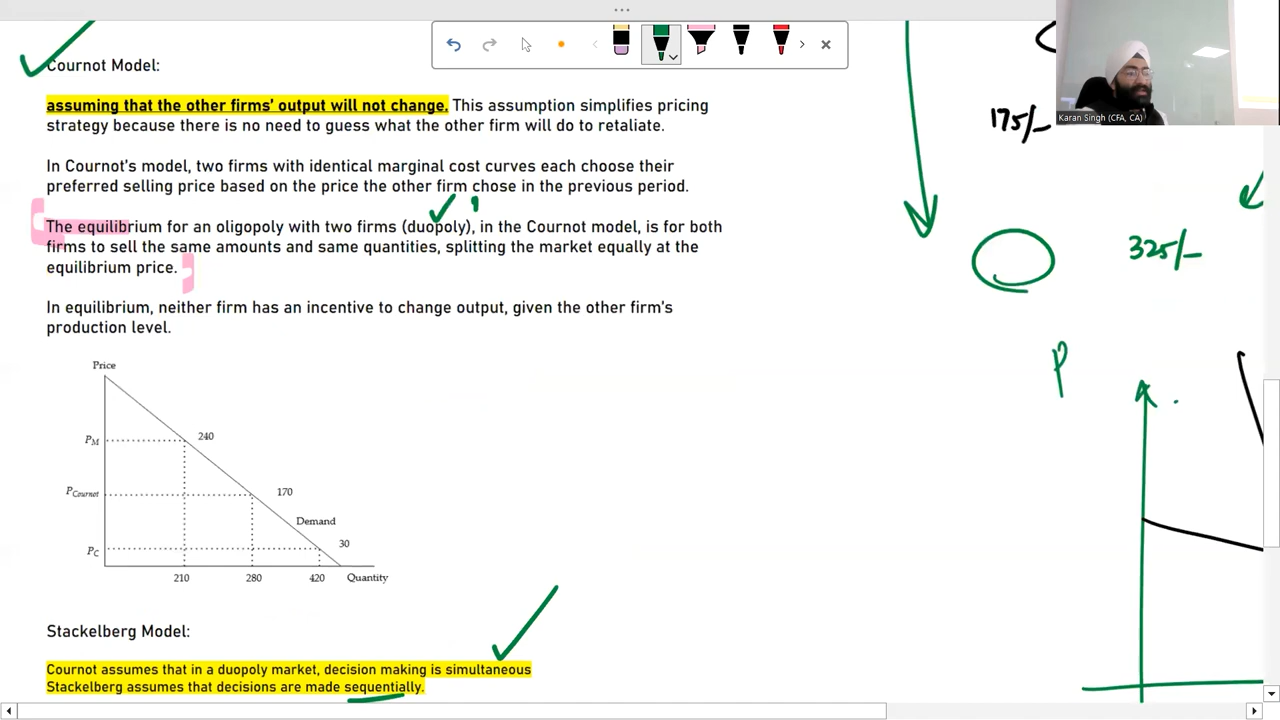 Cournot Model:
assuming that the other firms' output will not change. This assumption simplifies pricing
strategy because there is no need to guess what the other firm will do to retaliate.
In Cournot's model, two firms with identical marginal cost curves each choose their
preferred selling price based on the price the other firm chose in the previous period.
The equilibrium for an oligopoly with two firms (duopoly), in the Cournot model, is for both
firms to sell the same amounts and same quantities, splitting the market equally at the
equilibrium price.
In equilibrium, neither firm has an incentive to change output, given the other firm's
production level.
Price
PM
240
PCournot
170
Demand
PC
30
210 280 420 Quantity
Stackelberg Model:
Cournot assumes that in a duopoly market, decision making is simultaneous
Stackelberg assumes that decisions are made sequentially.
175/-
325/-
P
Karan Singh (CFA, CA)